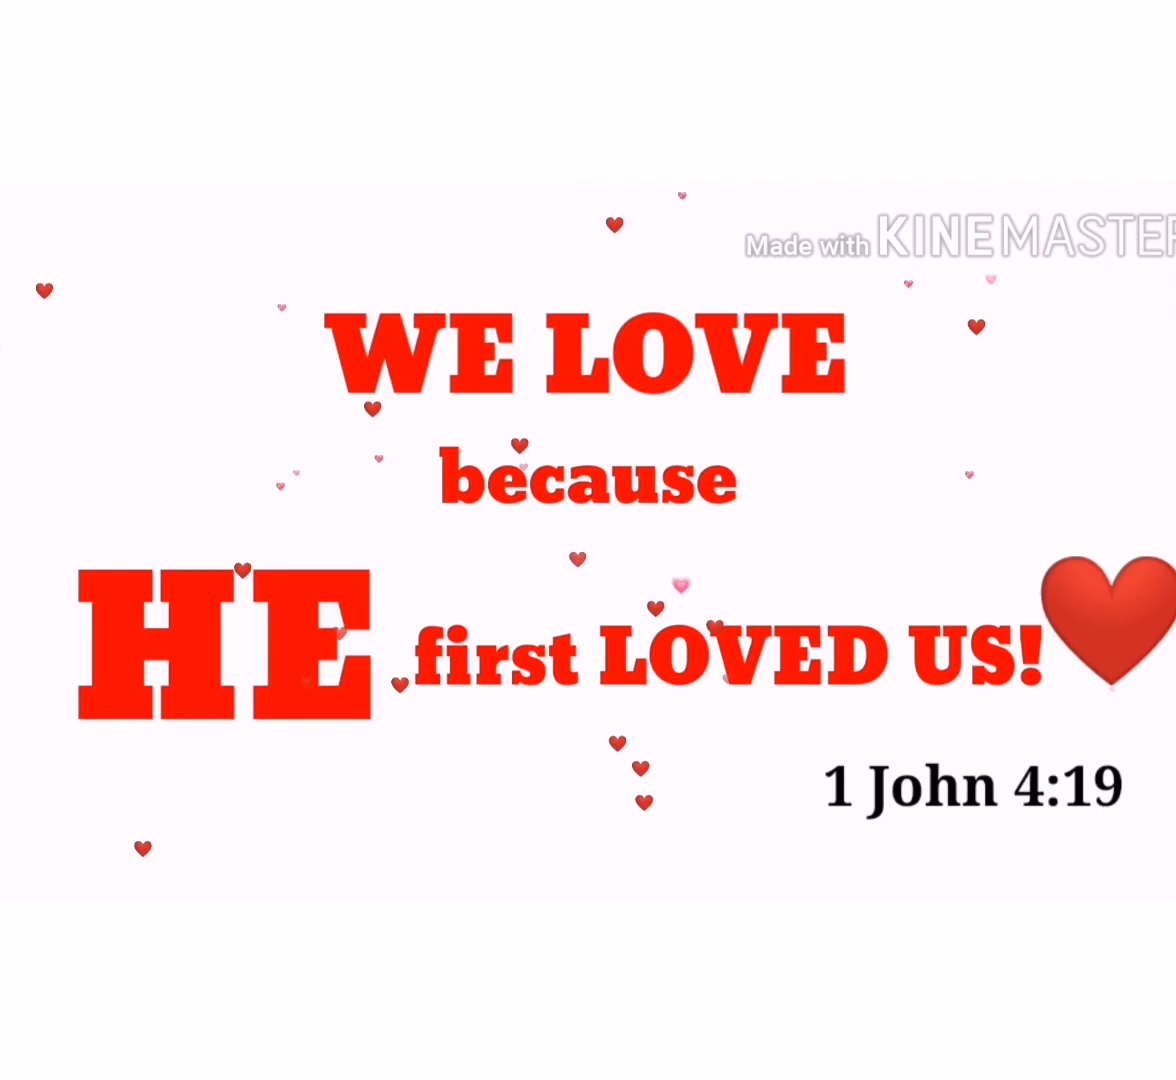 Made with KINEMASTER
WE LOVE
because
HE first LOVED US!
1 John 4:19